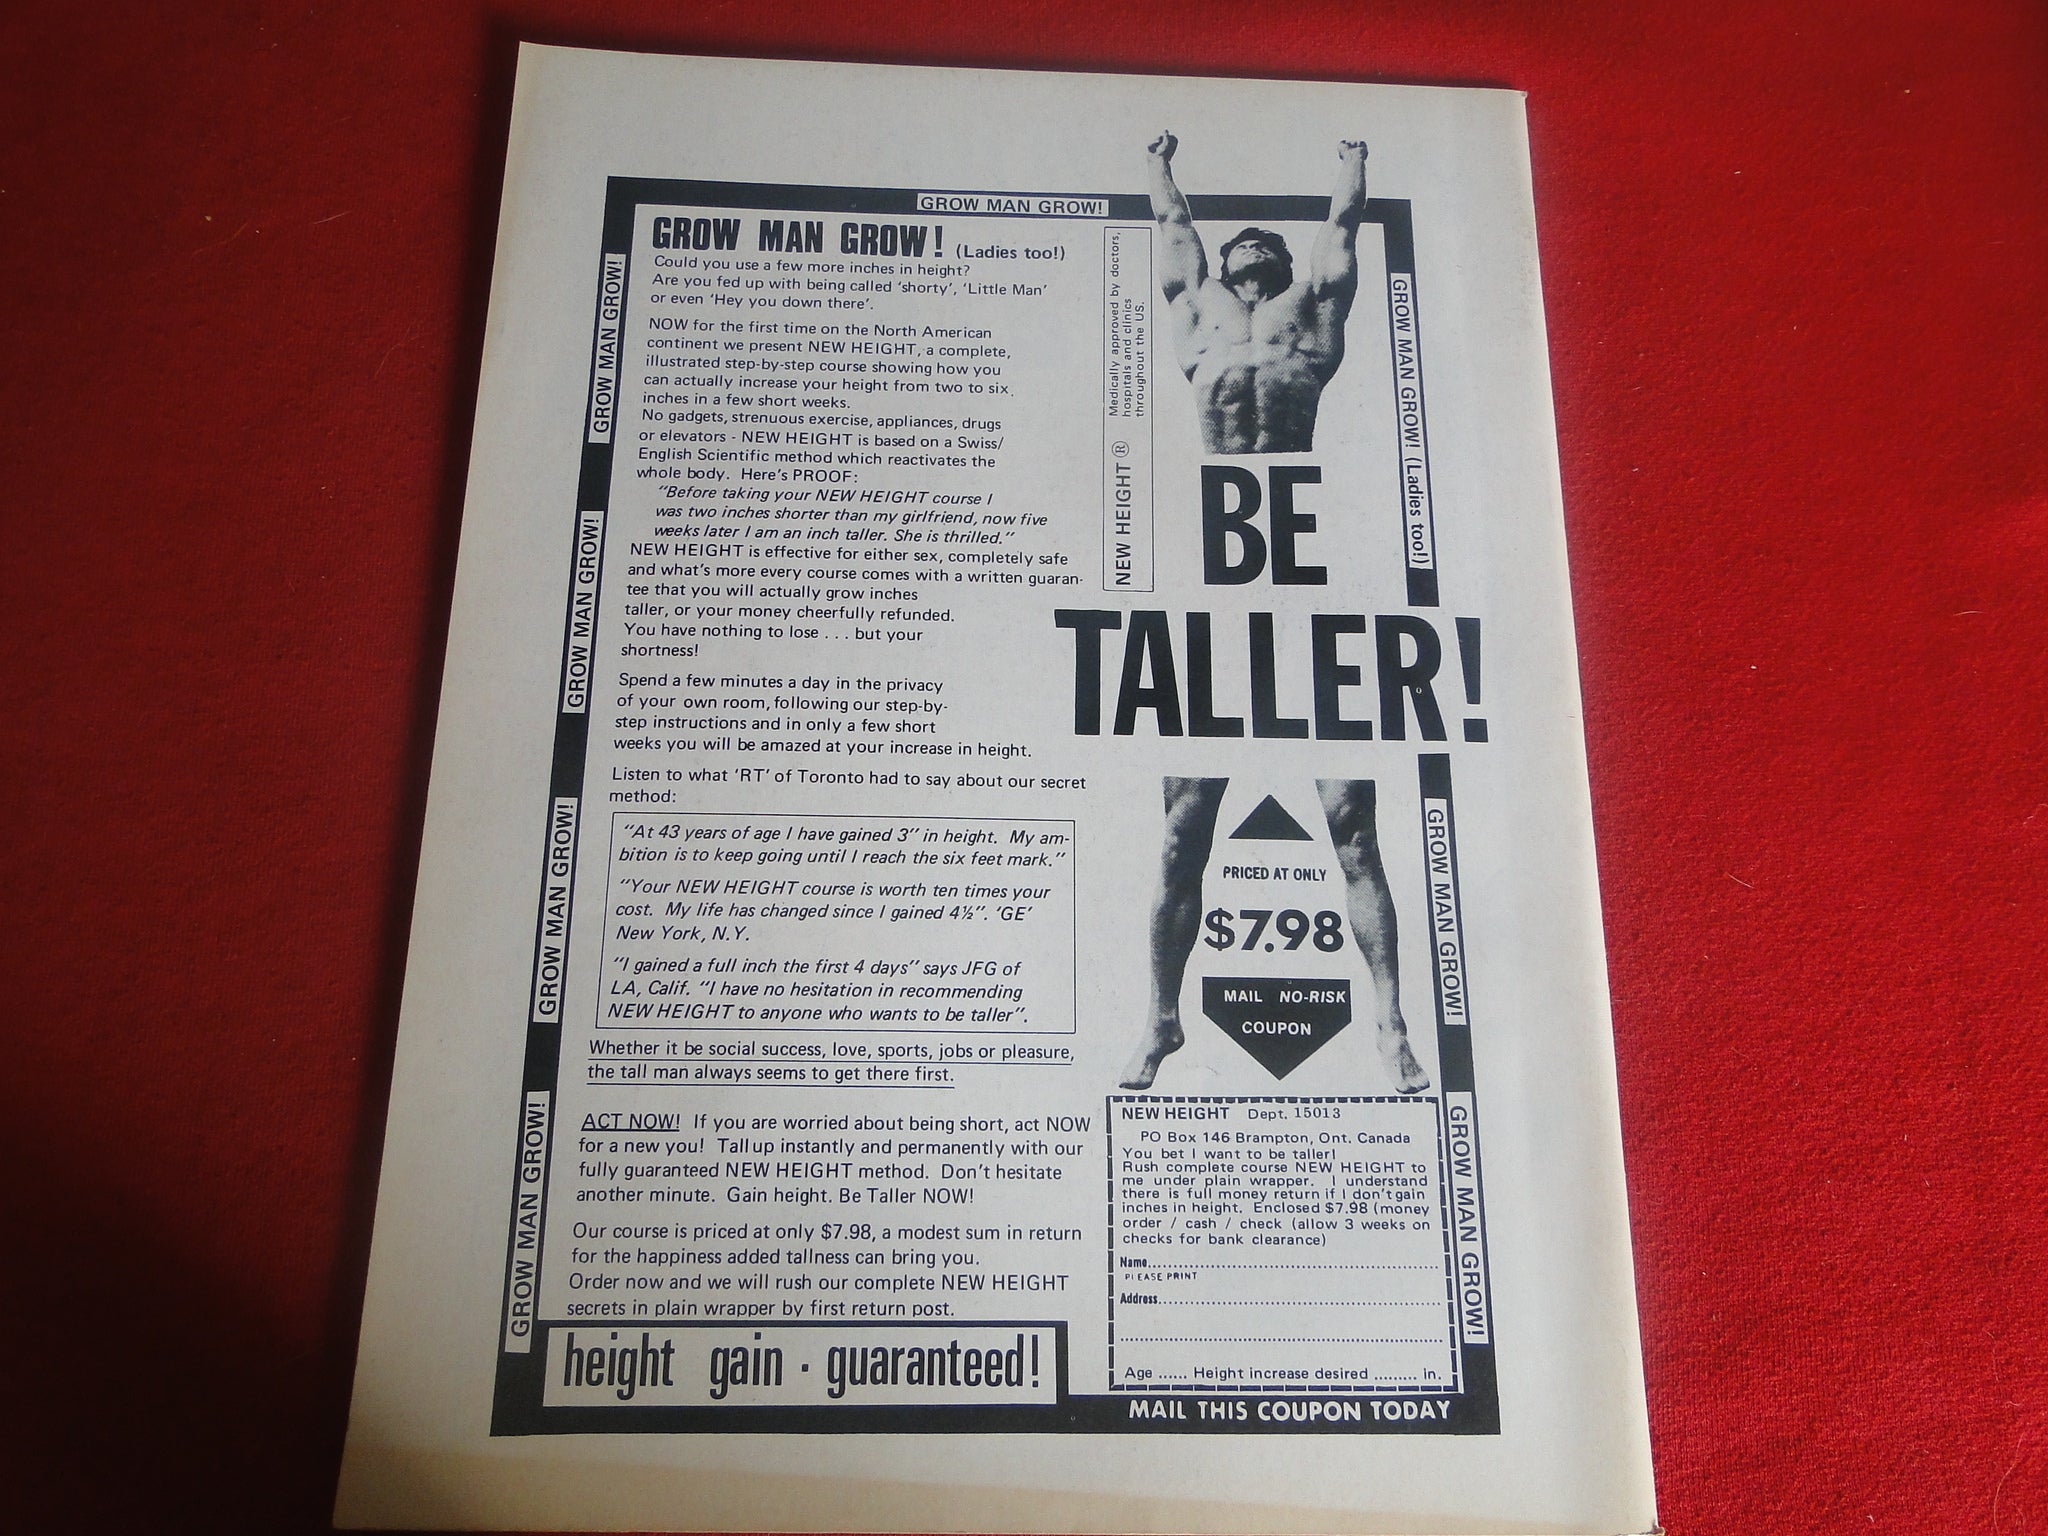 GROW MAN GROW!
GROW MAN GROW! (Ladies too!)
Could you use a few more inches in height?
Are you fed up with being called 'shorty', 'Little Man'
or even 'Hey you down there'.
NOW for the first time on the North American
continent we present NEW HEIGHT, a complete,
illustrated step-by-step course showing how you
can actually increase your height from two to six
inches in a few short weeks.
No gadgets, strenuous exercise, appliances, drugs
or elevators - NEW HEIGHT is based on a Swiss/
English Scientific method which reactivates the
whole body. Here's PROOF:
"Before taking your NEW HEIGHT course I
was two inches shorter than my girlfriend, now five
weeks later I am an inch taller. She is thrilled."
NEW HEIGHT is effective for either sex, completely safe
and what's more every course comes with a written guaran-
tee that you will actually grow inches
taller, or your money cheerfully refunded.
You have nothing to lose . . . but your
shortness!
Spend a few minutes a day in the privacy
of your own room, following our step-by-
step instructions and in only a few short
weeks you will be amazed at your increase in height.
Listen to what 'RT' of Toronto had to say about our secret
method:
"At 43 years of age I have gained 3" in height. My am-
bition is to keep going until I reach the six feet mark."
"Your NEW HEIGHT course is worth ten times your
cost. My life has changed since I gained 4½". 'GE'
New York, N.Y.
"I gained a full inch the first 4 days" says JFG of
LA, Calif. "I have no hesitation in recommending
NEW HEIGHT to anyone who wants to be taller".
Whether it be social success, love, sports, jobs or pleasure,
the tall man always seems to get there first.
ACT NOW! If you are worried about being short, act NOW
for a new you! Tall up instantly and permanently with our
fully guaranteed NEW HEIGHT method. Don't hesitate
another minute. Gain height. Be Taller NOW!
Our course is priced at only $7.98, a modest sum in return
for the happiness added tallness can bring you.
Order now and we will rush our complete NEW HEIGHT
secrets in plain wrapper by first return post.
height gain · guaranteed!
GROW MAN GROW!
GROW MAN GROW!
GROW MAN GROW!
GROW MAN GROW!
NEW HEIGHT ® Medically approved by doctors,
hospitals and clinics
throughout the US.
BE
TALLER!
PRICED AT ONLY
$7.98
MAIL NO-RISK
COUPON
GROW MAN GROW! (Ladies too!)
GROW MAN GROW!
GROW MAN GROW!
NEW HEIGHT Dept. 15013
PO Box 146 Brampton, Ont. Canada
You bet I want to be taller!
Rush complete course NEW HEIGHT to
me under plain wrapper. I understand
there is full money return if I don't gain
inches in height. Enclosed $7.98 (money
order / cash / check (allow 3 weeks on
checks for bank clearance)
Name
PLEASE PRINT
Address
Age ...... Height increase desired ......... in.
MAIL THIS COUPON TODAY